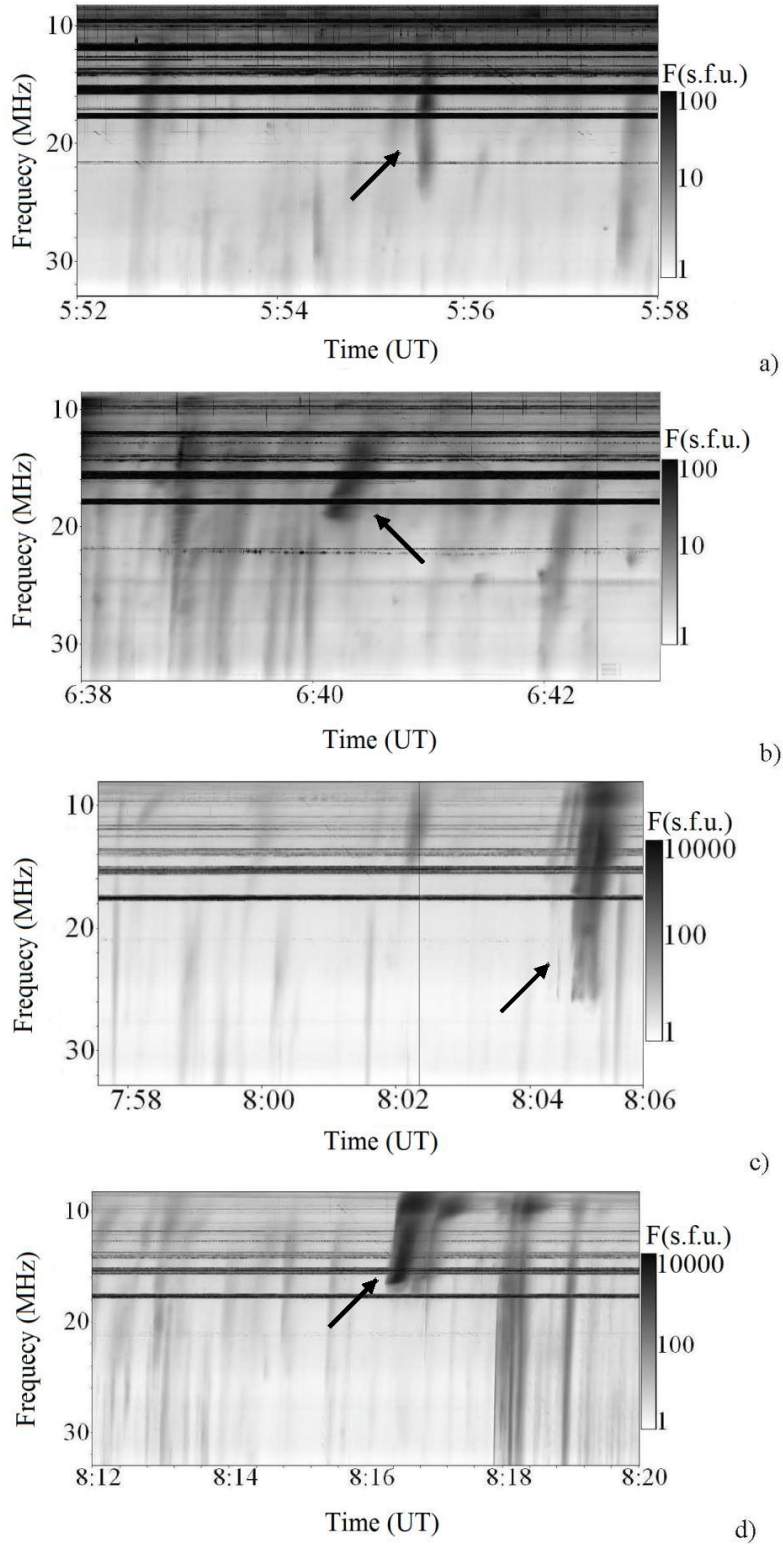 10
20
30
Frequecy (MHz)
F(s.f.u.)
100
10
1
5:52 5:54 5:56 5:58
Time (UT)
a)
10
20
30
Frequecy (MHz)
F(s.f.u.)
100
10
1
6:38 6:40 6:42
Time (UT)
b)
10
20
30
Frequecy (MHz)
F(s.f.u.)
10000
100
1
7:58 8:00 8:02 8:04 8:06
Time (UT)
c)
10
20
30
Frequecy (MHz)
F(s.f.u.)
10000
100
1
8:12 8:14 8:16 8:18 8:20
Time (UT)
d)